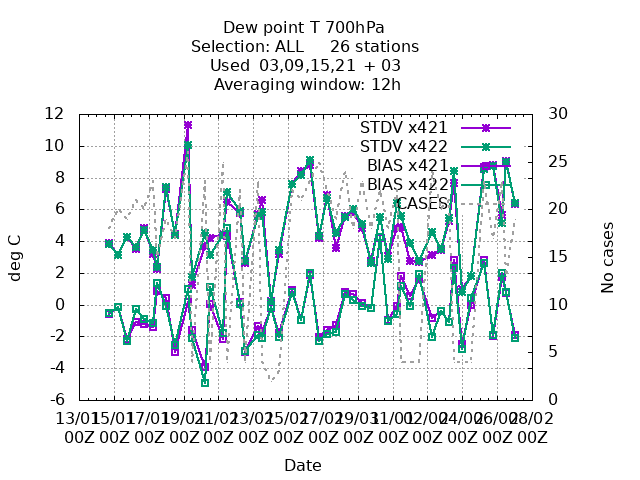 Dew point T 700hPa
Selection: ALL 26 stations
Used 03,09,15,21 + 03
Averaging window: 12h
12
10
8
6
4
2
0
-2
-4
-6
30
25
20
15
10
5
0
STDV x421
STDV x422
BIAS x421
BIAS x422
CASES
deg C
No cases
13/01 15/01 17/01 19/01 21/01 23/01 25/01 27/01 29/01 31/01 02/02 24/02 26/02 28/02
00Z 00Z 00Z 00Z 00Z 00Z 00Z 00Z 00Z 00Z 00Z 00Z 00Z 00Z
Date